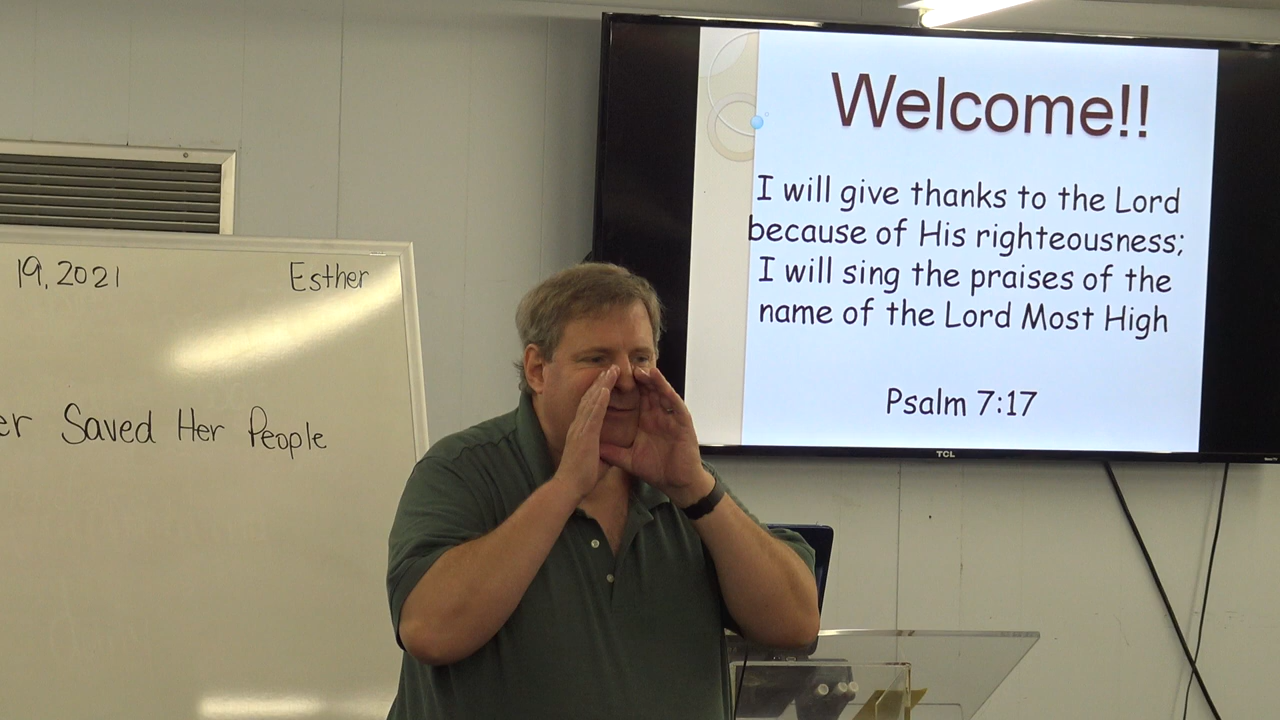 19, 2021
Esther
er Saved Her People
Welcome!!
I will give thanks to the Lord
because of His righteousness;
I will sing the praises of the
name of the Lord Most High
Psalm 7:17
TCL